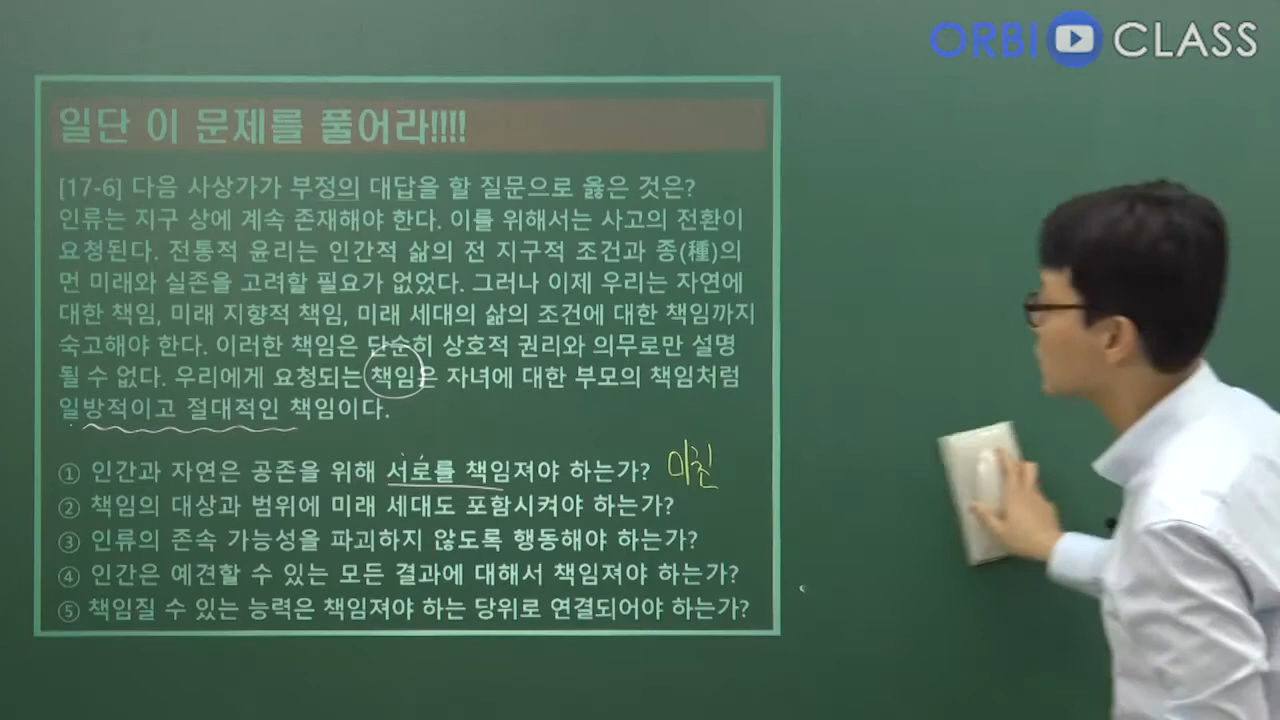 ORBI CLASS
일단 이 문제를 풀어라!!!!
[17-6] 다음 사상가가 부정의 대답을 할 질문으로 옳은 것은?
인류는 지구 상에 계속 존재해야 한다. 이를 위해서는 사고의 전환이
요청된다. 전통적 윤리는 인간적 삶의 전 지구적 조건과 종(種)의
먼 미래와 실존을 고려할 필요가 없었다. 그러나 이제 우리는 자연에
대한 책임, 미래 지향적 책임, 미래 세대의 삶의 조건에 대한 책임까지
숙고해야 한다. 이러한 책임은 단순히 상호적 권리와 의무로만 설명
될 수 없다. 우리에게 요청되는 책임은 자녀에 대한 부모의 책임처럼
일방적이고 절대적인 책임이다.
① 인간과 자연은 공존을 위해 서로를 책임져야 하는가? 미친
② 책임의 대상과 범위에 미래 세대도 포함시켜야 하는가?
③ 인류의 존속 가능성을 파괴하지 않도록 행동해야 하는가?
④ 인간은 예견할 수 있는 모든 결과에 대해서 책임져야 하는가?
⑤ 책임질 수 있는 능력은 책임져야 하는 당위로 연결되어야 하는가?